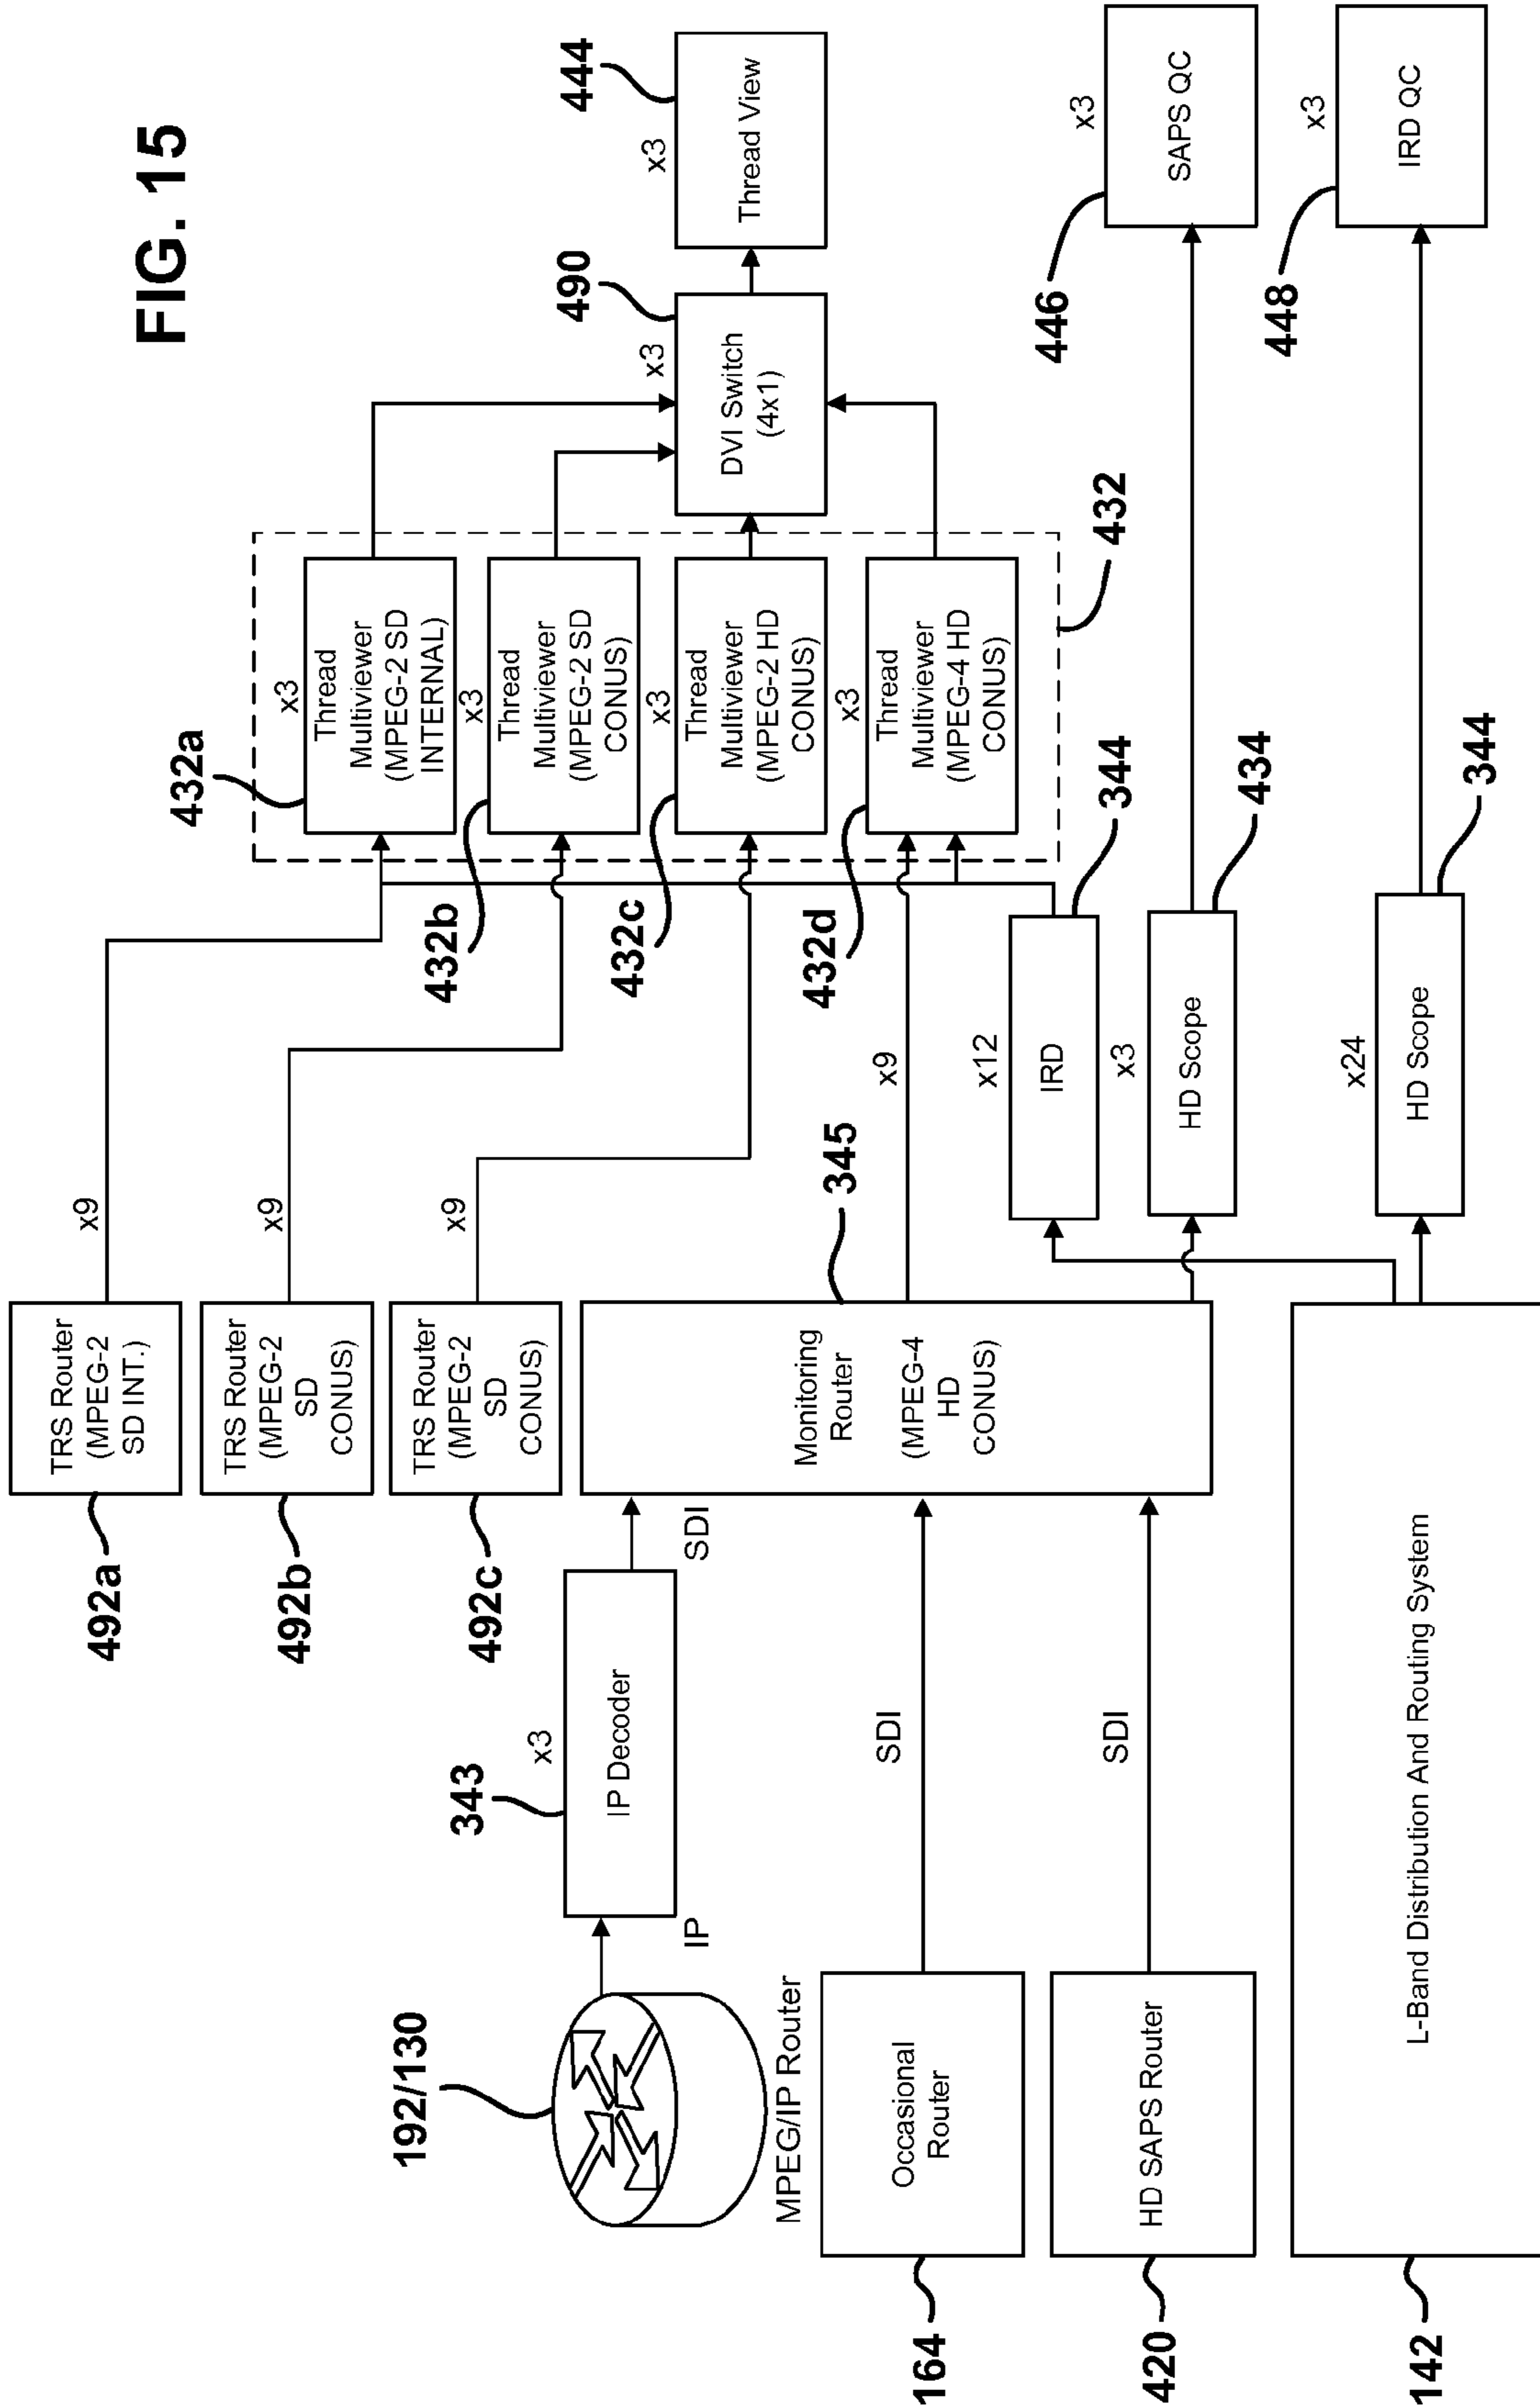 FIG. 15
192/130
MPEG/IP Router
IP
343
x3
IP Decoder
SDI
492a
TRS Router
(MPEG-2
SD INT.)
x9
492b
TRS Router
(MPEG-2
SD
CONUS)
x9
492c
TRS Router
(MPEG-2
SD
CONUS)
x9
164
Occasional
Router
SDI
420
HD SAPS Router
SDI
142
L-Band Distribution And Routing System
345
Monitoring
Router
(MPEG-4
HD
CONUS)
x9
432a
x3
Thread
Multiviewer
(MPEG-2 SD
INTERNAL)
432b
x3
Thread
Multiviewer
(MPEG-2 SD
CONUS)
432c
x3
Thread
Multiviewer
(MPEG-2 HD
CONUS)
432d
x3
Thread
Multiviewer
(MPEG-4 HD
CONUS)
432
x12
IRD
344
x3
HD Scope
434
x24
HD Scope
344
490
x3
DVI Switch
(4x1)
444
x3
Thread View
446
x3
SAPS QC
448
x3
IRD QC